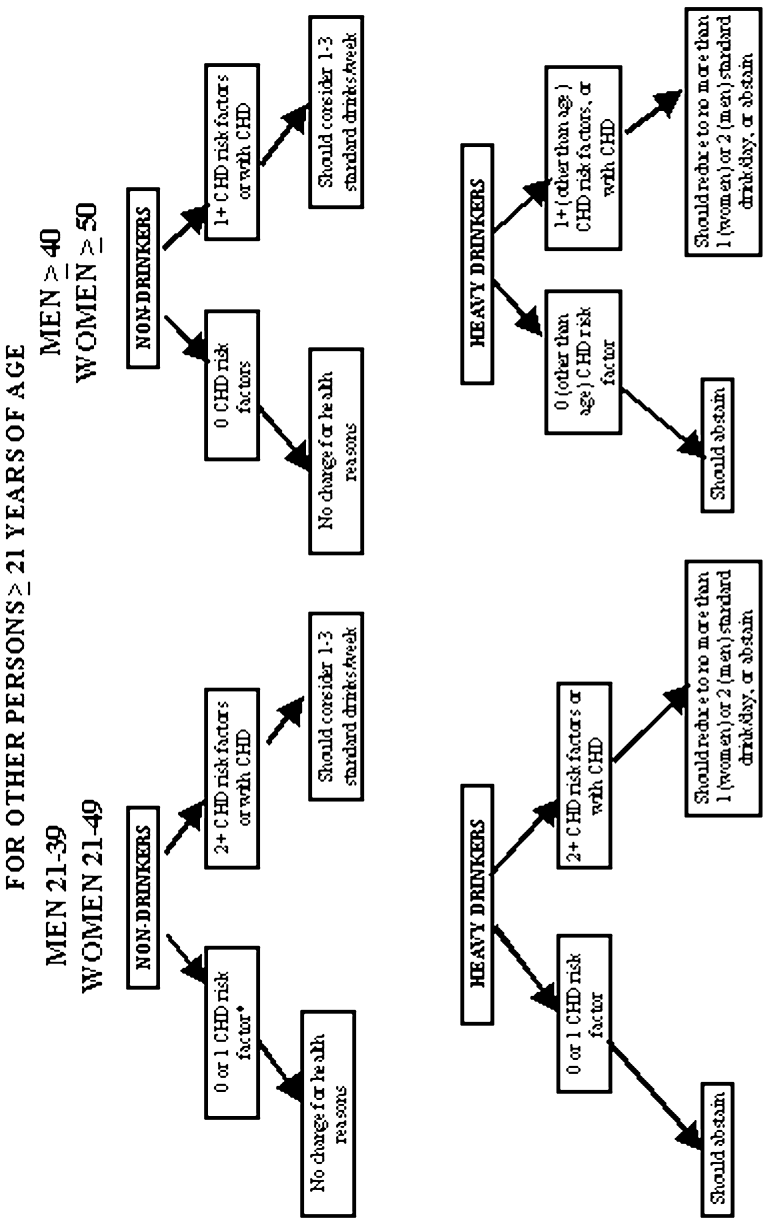 FOR OTHER PERSONS ≥ 21 YEARS OF AGE
MEN 21-39
WOMEN 21-49
NON-DRINKERS
0 or 1 CHD risk
factor*
2+ CHD risk factors
or with CHD
No change for health
reasons
Should consider 1-3
standard drinks/week
HEAVY DRINKERS
0 or 1 CHD risk
factor
2+ CHD risk factors or
with CHD
Should abstain
Should reduce to no more than
1 (women) or 2 (men) standard
drink/day, or abstain
MEN ≥ 40
WOMEN ≥ 50
NON-DRINKERS
0 CHD risk
factors
1+ CHD risk factors
or with CHD
No change for health
reasons
Should consider 1-3
standard drinks/week
HEAVY DRINKERS
0 (other than
age) CHD risk
factor
1+ (other than age)
CHD risk factors, or
with CHD
Should abstain
Should reduce to no more than
1 (women) or 2 (men) standard
drink/day, or abstain